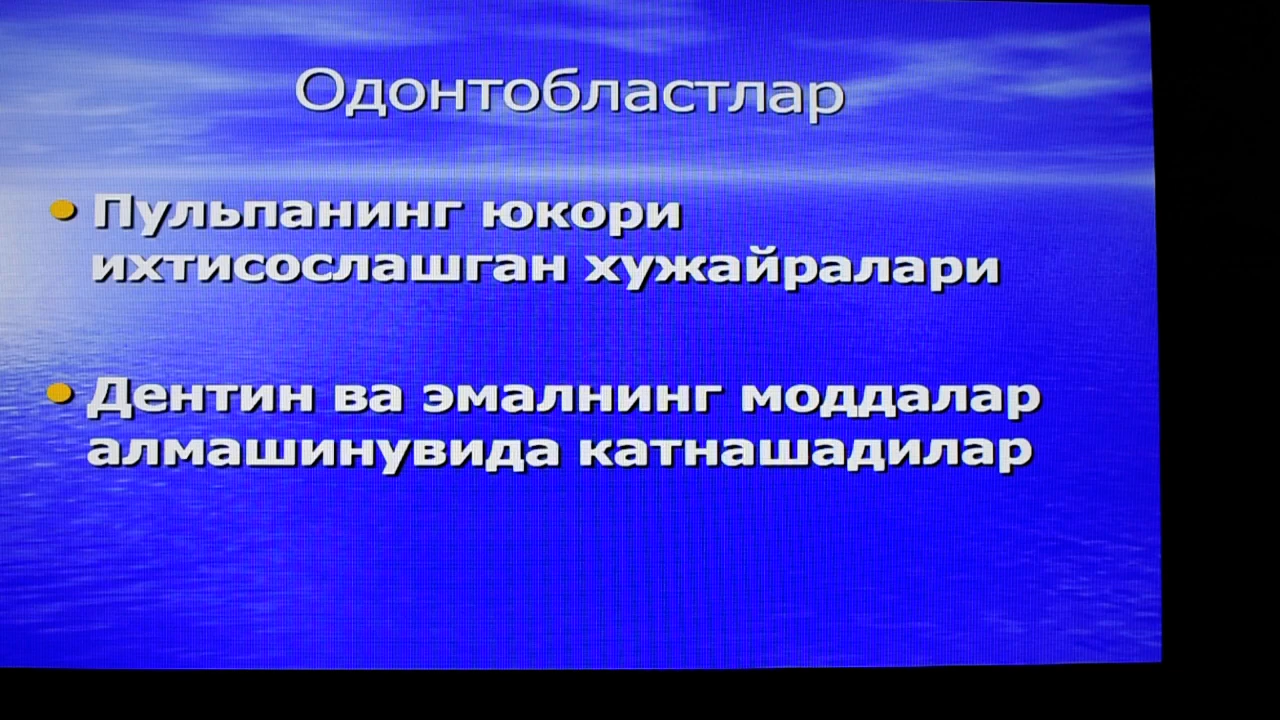 Одонтобластлар
Пульпанинг юкори
ихтисослашган хужайралари
Дентин ва эмалнинг моддалар
алмашинувида катнашадилар